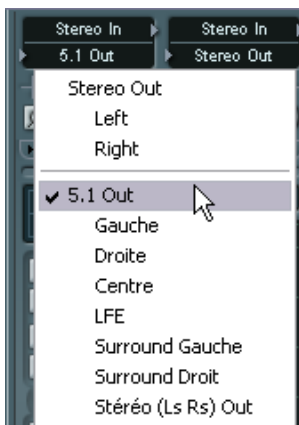 Stereo In Stereo In
5.1 Out Stereo Out
Stereo Out
Left
Right
5.1 Out
Gauche
Droite
Centre
LFE
Surround Gauche
Surround Droit
Stéréo (Ls Rs) Out